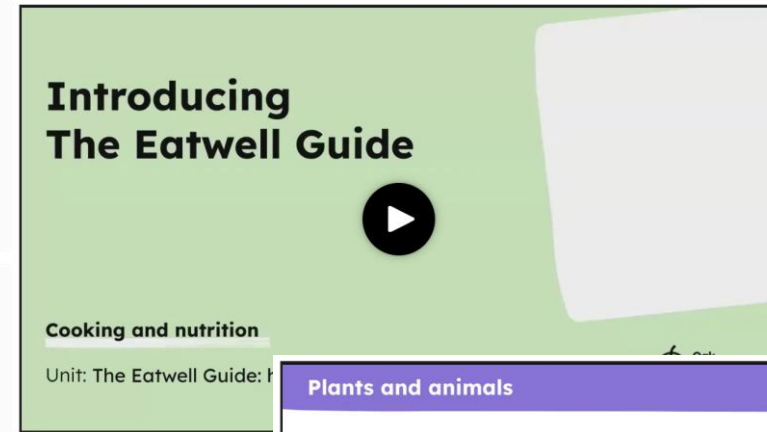 Introducing
The Eatwell Guide
Cooking and nutrition
Unit: The Eatwell Guide:
Plants and animals